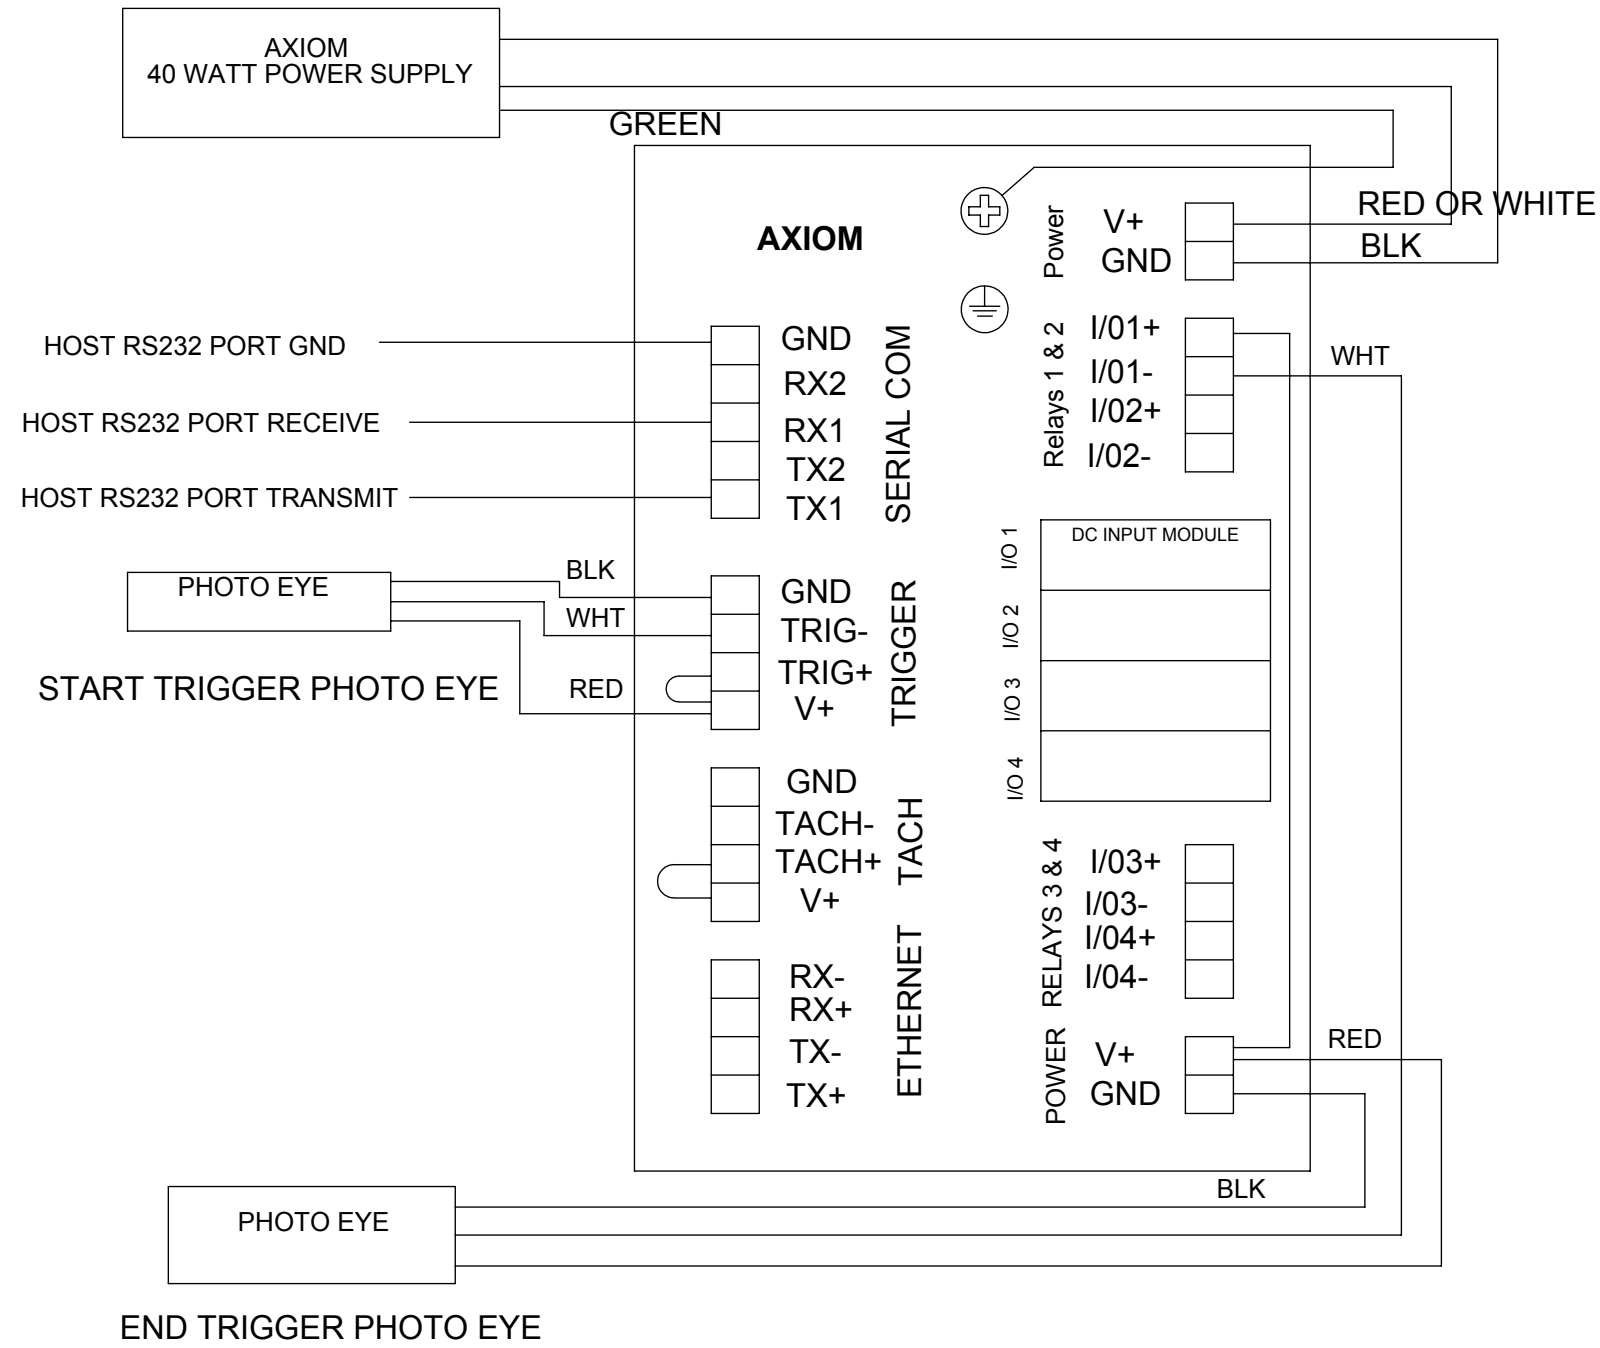 AXIOM
40 WATT POWER SUPPLY
GREEN
RED OR WHITE
BLK
AXIOM
Power
V+
GND
HOST RS232 PORT GND
HOST RS232 PORT RECEIVE
HOST RS232 PORT TRANSMIT
GND
RX2
RX1
TX2
TX1
SERIAL COM
Relays 1 & 2
I/01+
I/01-
I/02+
I/02-
WHT
I/O 1
DC INPUT MODULE
I/O 2
I/O 3
I/O 4
PHOTO EYE
BLK
WHT
RED
START TRIGGER PHOTO EYE
GND
TRIG-
TRIG+
V+
TRIGGER
GND
TACH-
TACH+
V+
TACH
RX-
RX+
TX-
TX+
ETHERNET
RELAYS 3 & 4
I/03+
I/03-
I/04+
I/04-
POWER
V+
GND
RED
BLK
PHOTO EYE
END TRIGGER PHOTO EYE